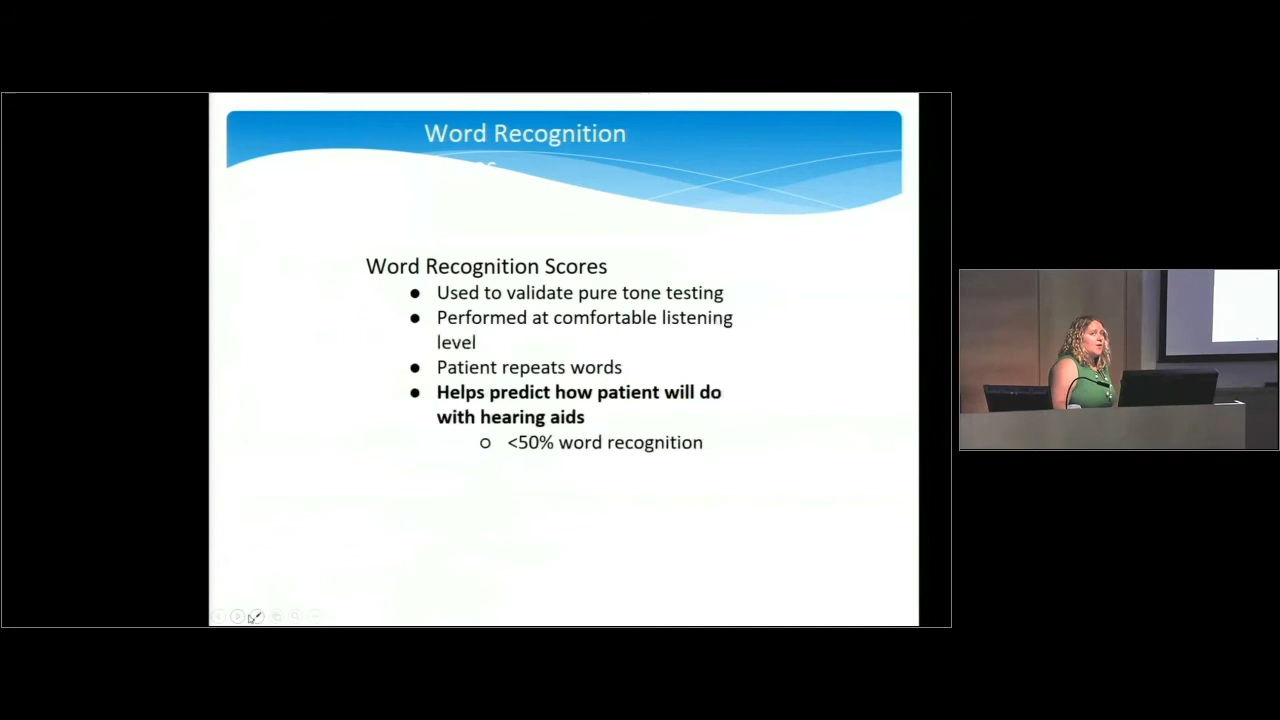 Word Recognition
Word Recognition Scores
● Used to validate pure tone testing
● Performed at comfortable listening
level
● Patient repeats words
● Helps predict how patient will do
with hearing aids
○ <50% word recognition